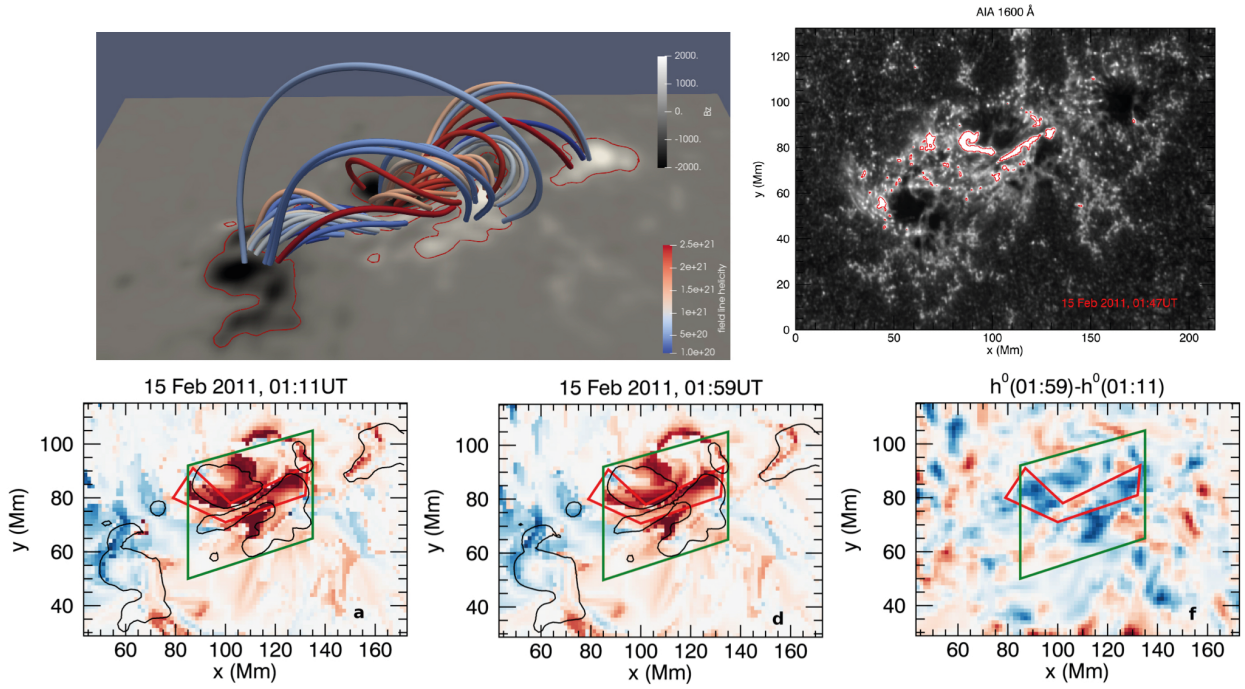 2000.
1000
0.
-1000
-2000.
Bz
2.5e+21
2e+21
1.5e+21
1e+21
5e+20
1.0e+20
field line helicity
AIA 1600 Å
120
100
80
60
40
20
0
y (Mm)
15 Feb 2011, 01:47UT
0 50 100 150 200
x (Mm)
15 Feb 2011, 01:11UT
100
80
60
40
y (Mm)
a
60 80 100 120 140 160
x (Mm)
15 Feb 2011, 01:59UT
100
80
60
40
y (Mm)
d
60 80 100 120 140 160
x (Mm)
h⁰(01:59)-h⁰(01:11)
100
80
60
40
y (Mm)
f
60 80 100 120 140 160
x (Mm)